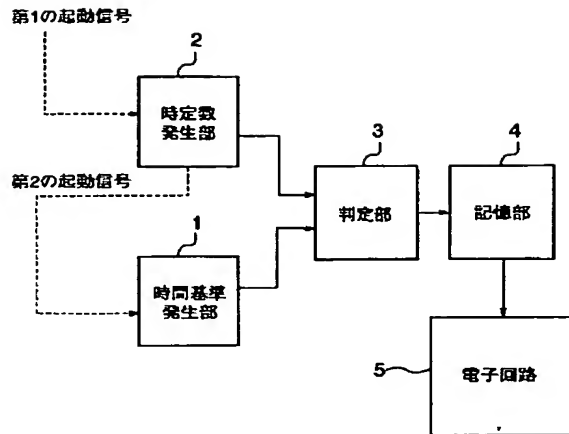 第1の起動信号
2
時定数
発生部
3
判定部
4
記憶部
第2の起動信号
1
時間基準
発生部
5
電子回路